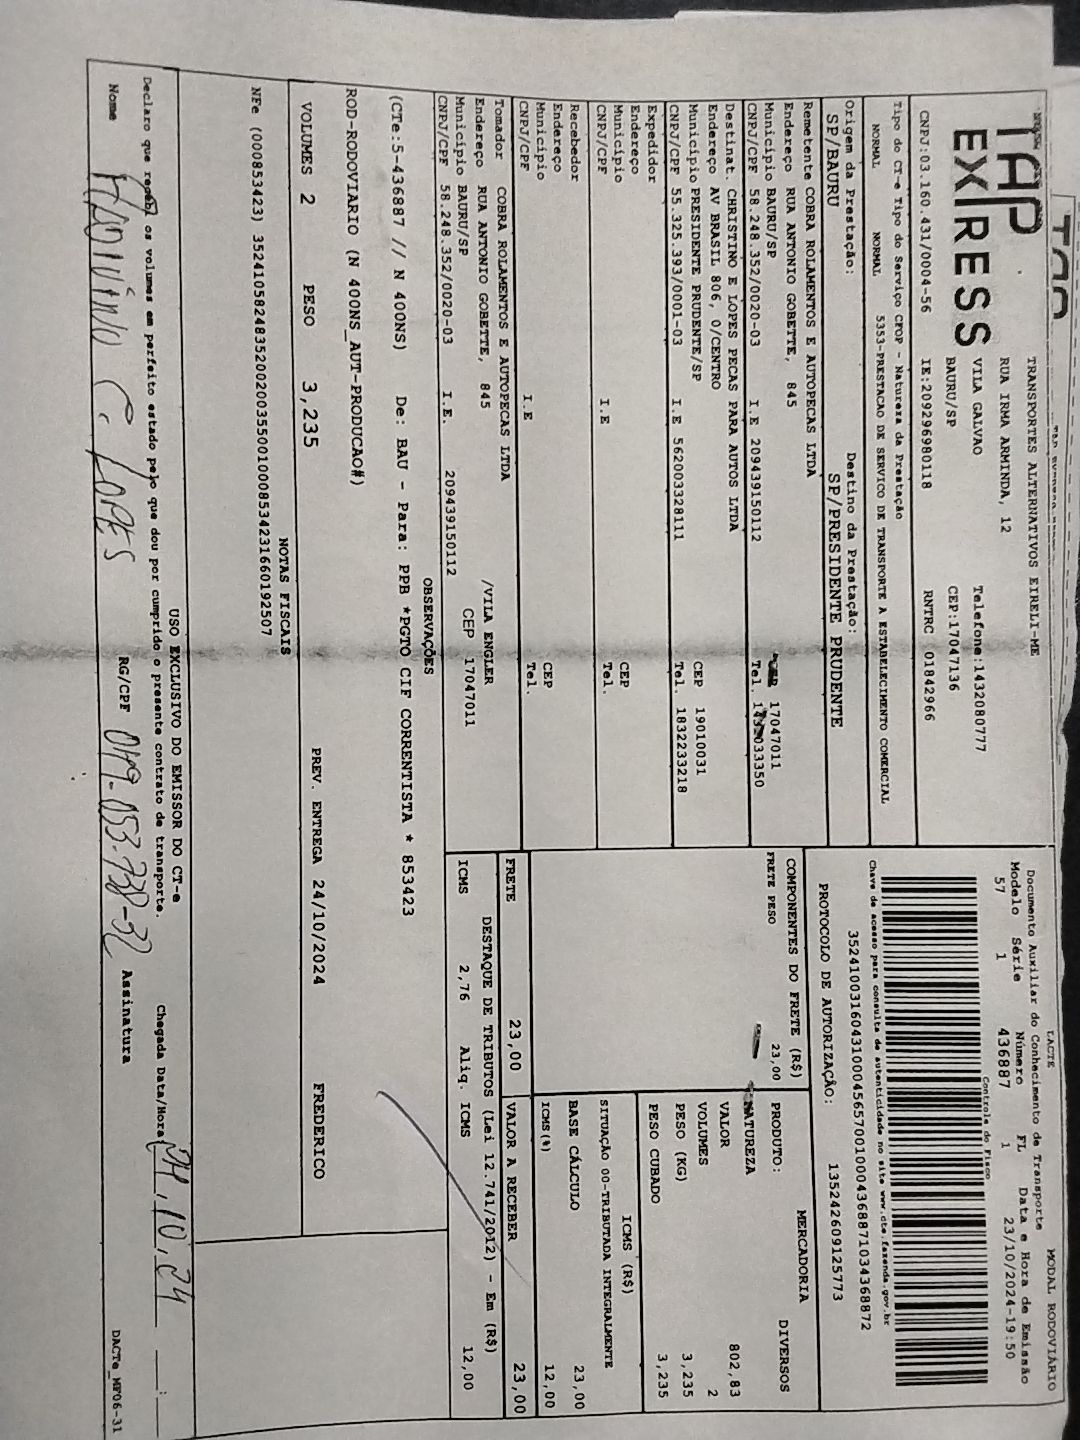 TAP
EXPRESS
TRANSPORTES ALTERNATIVOS EIRELI-ME
RUA IRMA ARMINDA, 12
VILA GALVAO Telefone:1432080777
BAURU/SP CEP:17047136
CNPJ:03.160.431/0004-56 IE:209296980118 RNTRC 01842966
DACTE MODAL RODOVIÁRIO
Documento Auxiliar do Conhecimento de Transporte
Modelo Série Número FL Data e Hora de Emissão
57 1 436887 1 23/10/2024-19:50
Controle do Fisco
Chave de acesso para consulta de autenticidade no site www.cte.fazenda.gov.br
35241003160431000456570010004368871034368872
PROTOCOLO DE AUTORIZAÇÃO: 135242609125773
Tipo do CT-e Tipo do Serviço CFOP - Natureza da Prestação
NORMAL NORMAL 5353-PRESTACAO DE SERVICO DE TRANSPORTE A ESTABELECIMENTO COMERCIAL
Origem da Prestação: Destino da Prestação:
SP/BAURU SP/PRESIDENTE PRUDENTE
Remetente COBRA ROLAMENTOS E AUTOPECAS LTDA
Endereço RUA ANTONIO GOBETTE, 845
Município BAURU/SP 17047011
CNPJ/CPF 58.248.352/0020-03 I.E 209439150112 Tel.
Destinat. CHRISTINO E LOPES PECAS PARA AUTOS LTDA
Endereço AV BRASIL 806, 0/CENTRO
Município PRESIDENTE PRUDENTE/SP CEP 19010031
CNPJ/CPF 55.325.393/0001-03 I.E 562003328111 Tel. 1832233218
Expedidor
Endereço
Município CEP
CNPJ/CPF I.E Tel.
Recebedor
Endereço
Município CEP
CNPJ/CPF I.E Tel.
Tomador COBRA ROLAMENTOS E AUTOPECAS LTDA
Endereço RUA ANTONIO GOBETTE, 845 /VILA ENGLER
Município BAURU/SP CEP 17047011
CNPJ/CPF 58.248.352/0020-03 I.E. 209439150112
COMPONENTES DO FRETE (R$)
FRETE PESO 23,00
FRETE 23,00
MERCADORIA
PRODUTO: DIVERSOS
NATUREZA
VALOR 802,83
VOLUMES 2
PESO (KG) 3,235
PESO CUBADO 3,235
ICMS (R$)
SITUAÇÃO 00-TRIBUTADA INTEGRALMENTE
BASE CÁLCULO 23,00
ICMS(%) 12,00
VALOR A RECEBER 23,00
DESTAQUE DE TRIBUTOS (Lei 12.741/2012) - Em (R$)
ICMS 2,76 Aliq. ICMS 12,00
OBSERVAÇÕES
(CTe:5-436887 // N 400NS) De: BAU - Para: PPB *PGTO CIF CORRENTISTA * 853423
ROD-RODOVIARIO (N 400NS_AUT-PRODUCAO#)
VOLUMES 2 PESO 3,235 PREV. ENTREGA 24/10/2024 FREDERICO
NOTAS FISCAIS
NFe (000853423) 35241058248352002003550010008534231660192507
USO EXCLUSIVO DO EMISSOR DO CT-e
Declaro que recebi os volumes em perfeito estado pelo que dou por cumprido o presente contrato de transporte. Chegada Data/Hora 24.10.24 :
Nome C. LOPES RG/CPF 049.053.738-32 Assinatura DACTe_MF06-31